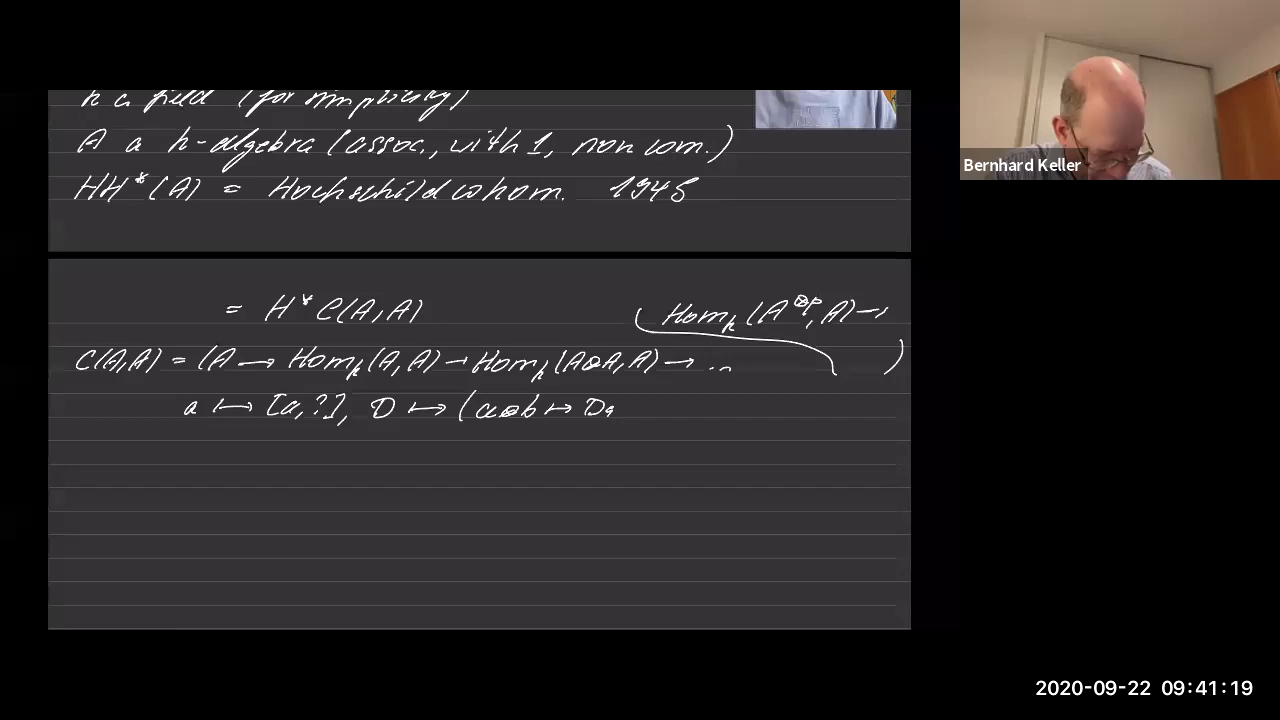 k a field (for simplicity)
A a k-algebra (assoc., with 1, non com.)
HH*(A) = Hochschild cohom. 1945
= H* C(A,A)
Hom_k(A^{⊗p}, A) →
C(A,A) = (A → Hom_k(A,A) → Hom_k(A⊗A,A) → ... )
a ↦ [a,?], D ↦ (a⊗b ↦ Da
Bernhard Keller
2020-09-22 09:41:19